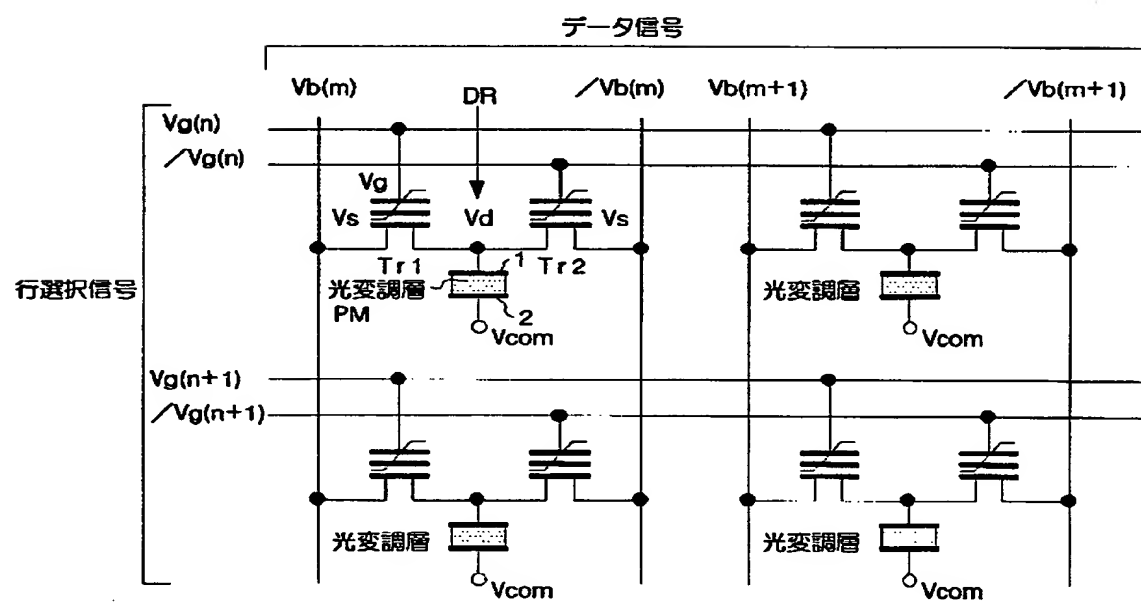 データ信号
Vb(m)
DR
／Vb(m)
Vb(m+1)
／Vb(m+1)
Vg(n)
／Vg(n)
Vg
Vs
Vd
Vs
Tr1
1
Tr2
行選択信号
光変調層
PM
2
Vcom
光変調層
Vcom
Vg(n+1)
／Vg(n+1)
光変調層
Vcom
光変調層
Vcom